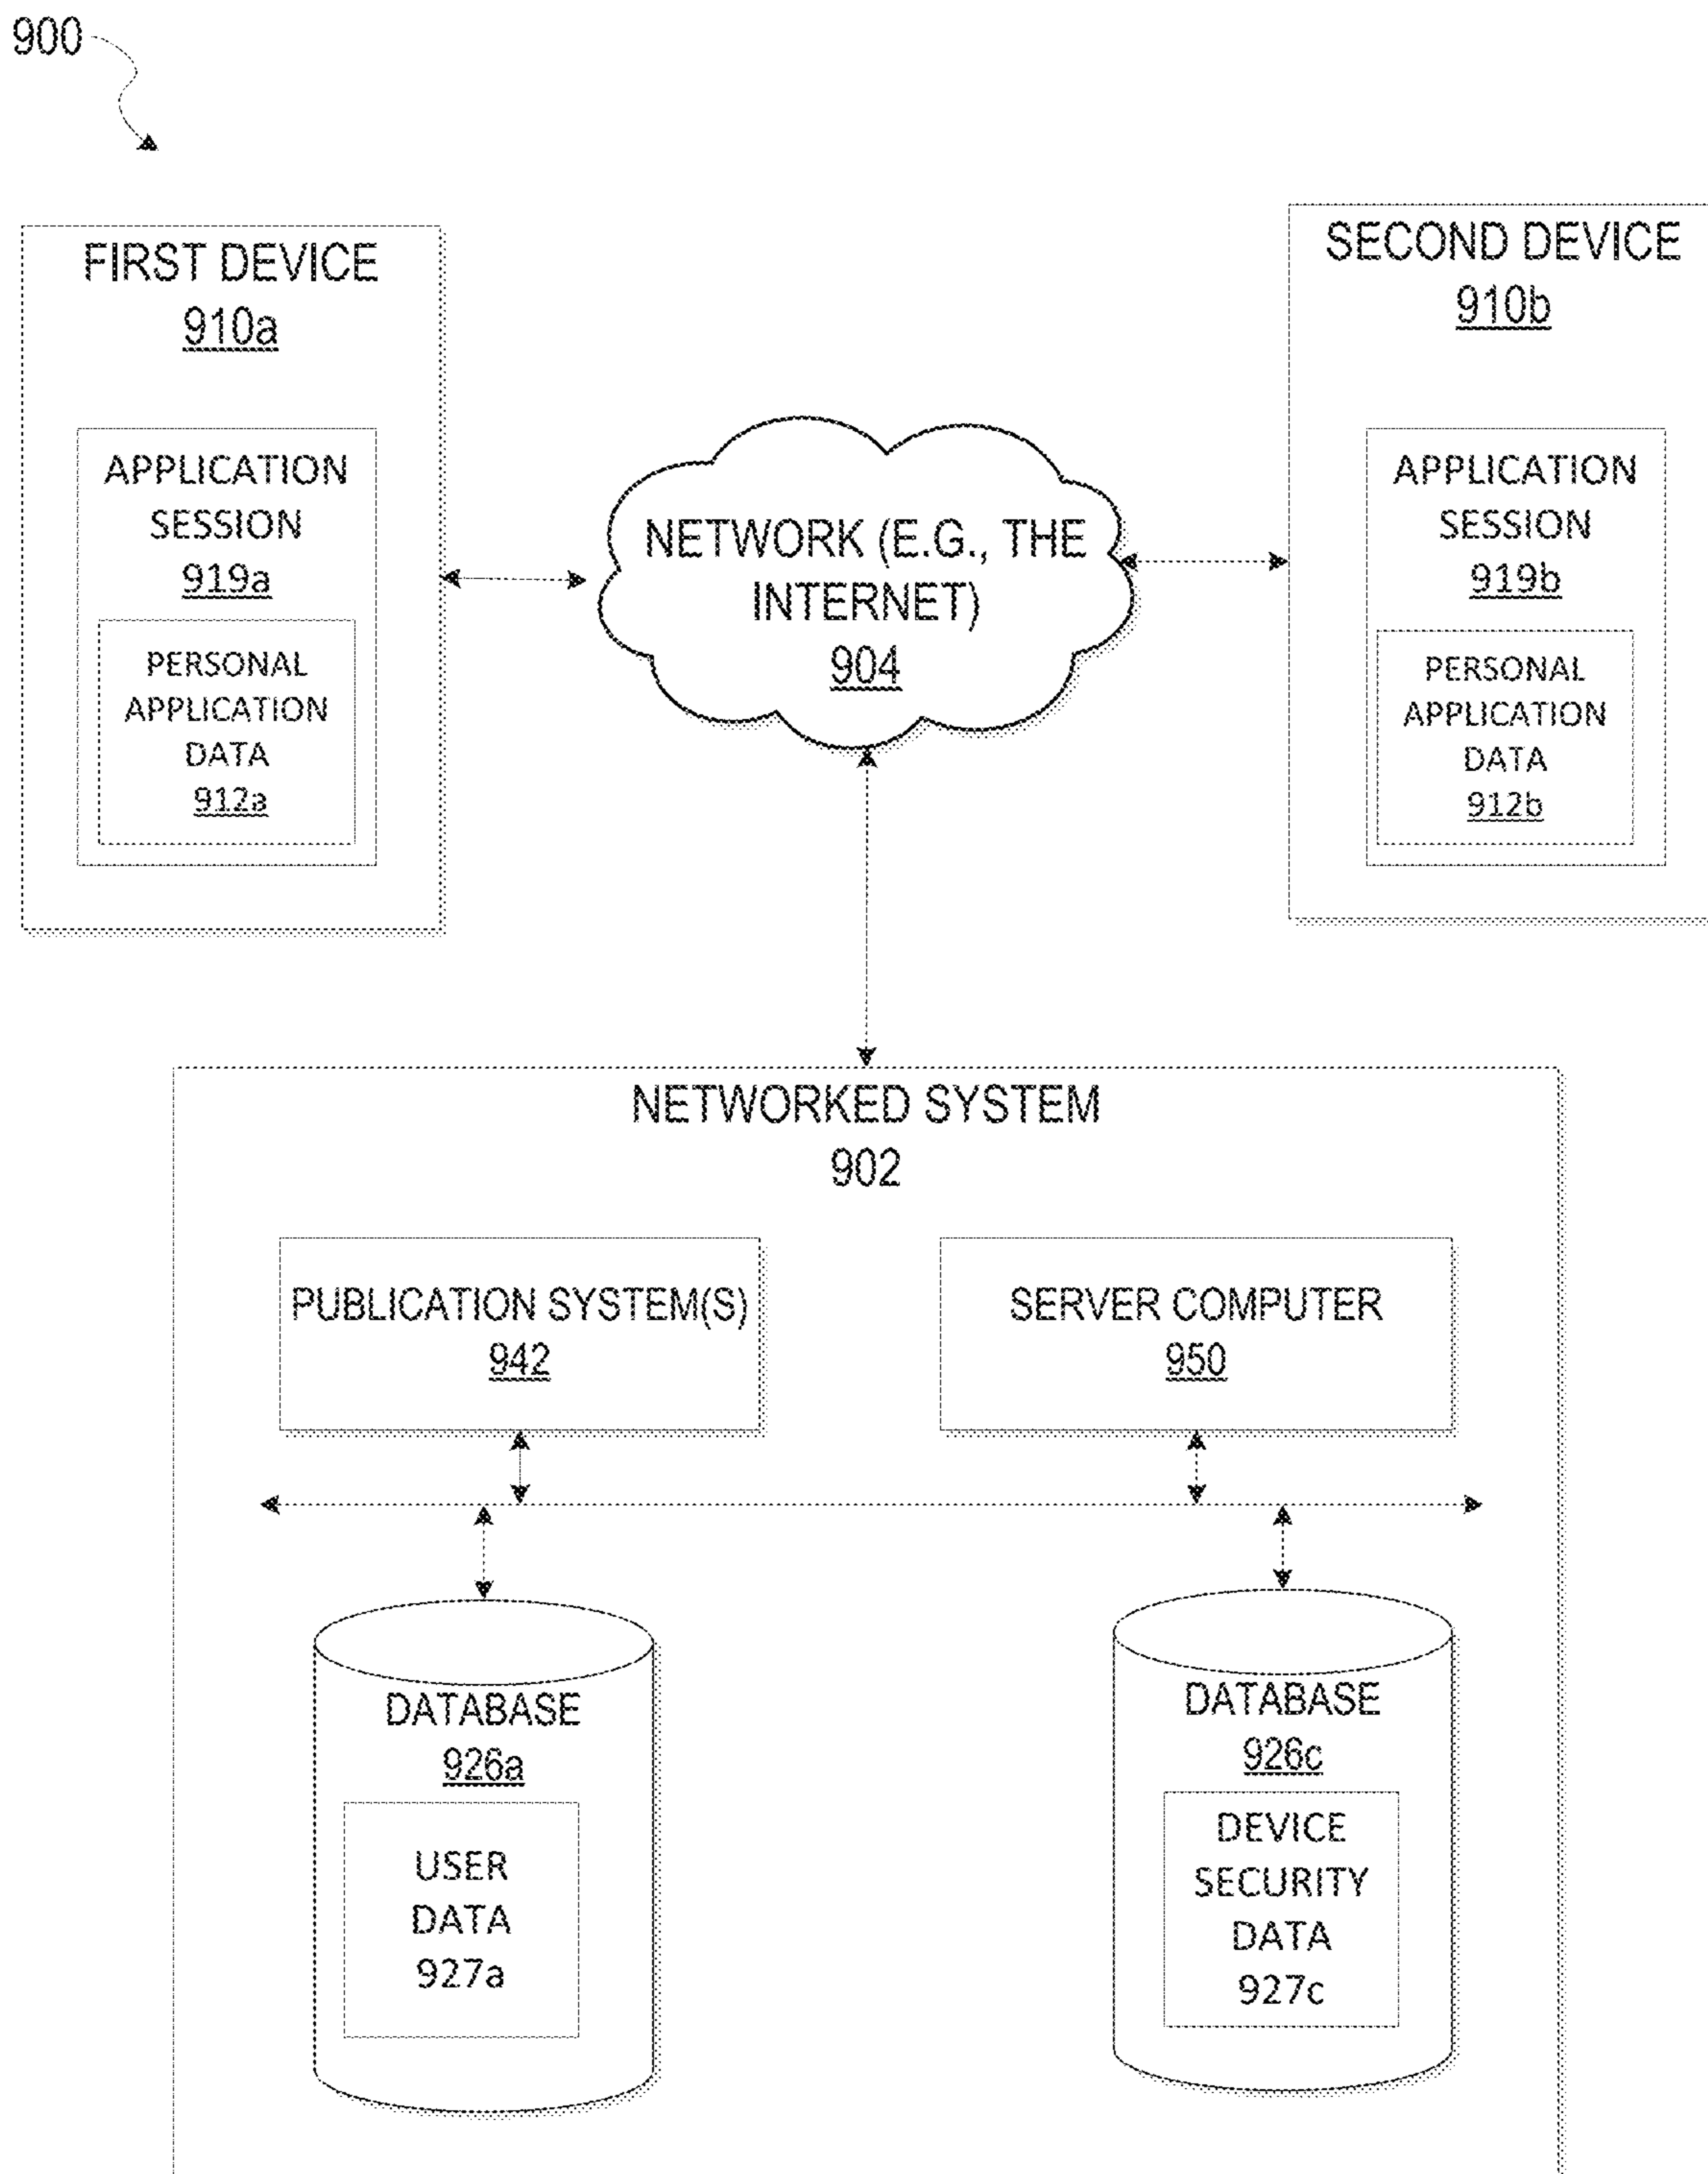 900
FIRST DEVICE
910a
APPLICATION
SESSION
919a
PERSONAL
APPLICATION
DATA
912a
NETWORK (E.G., THE
INTERNET)
904
SECOND DEVICE
910b
APPLICATION
SESSION
919b
PERSONAL
APPLICATION
DATA
912b
NETWORKED SYSTEM
902
PUBLICATION SYSTEM(S)
942
SERVER COMPUTER
950
DATABASE
926a
USER
DATA
927a
DATABASE
926c
DEVICE
SECURITY
DATA
927c